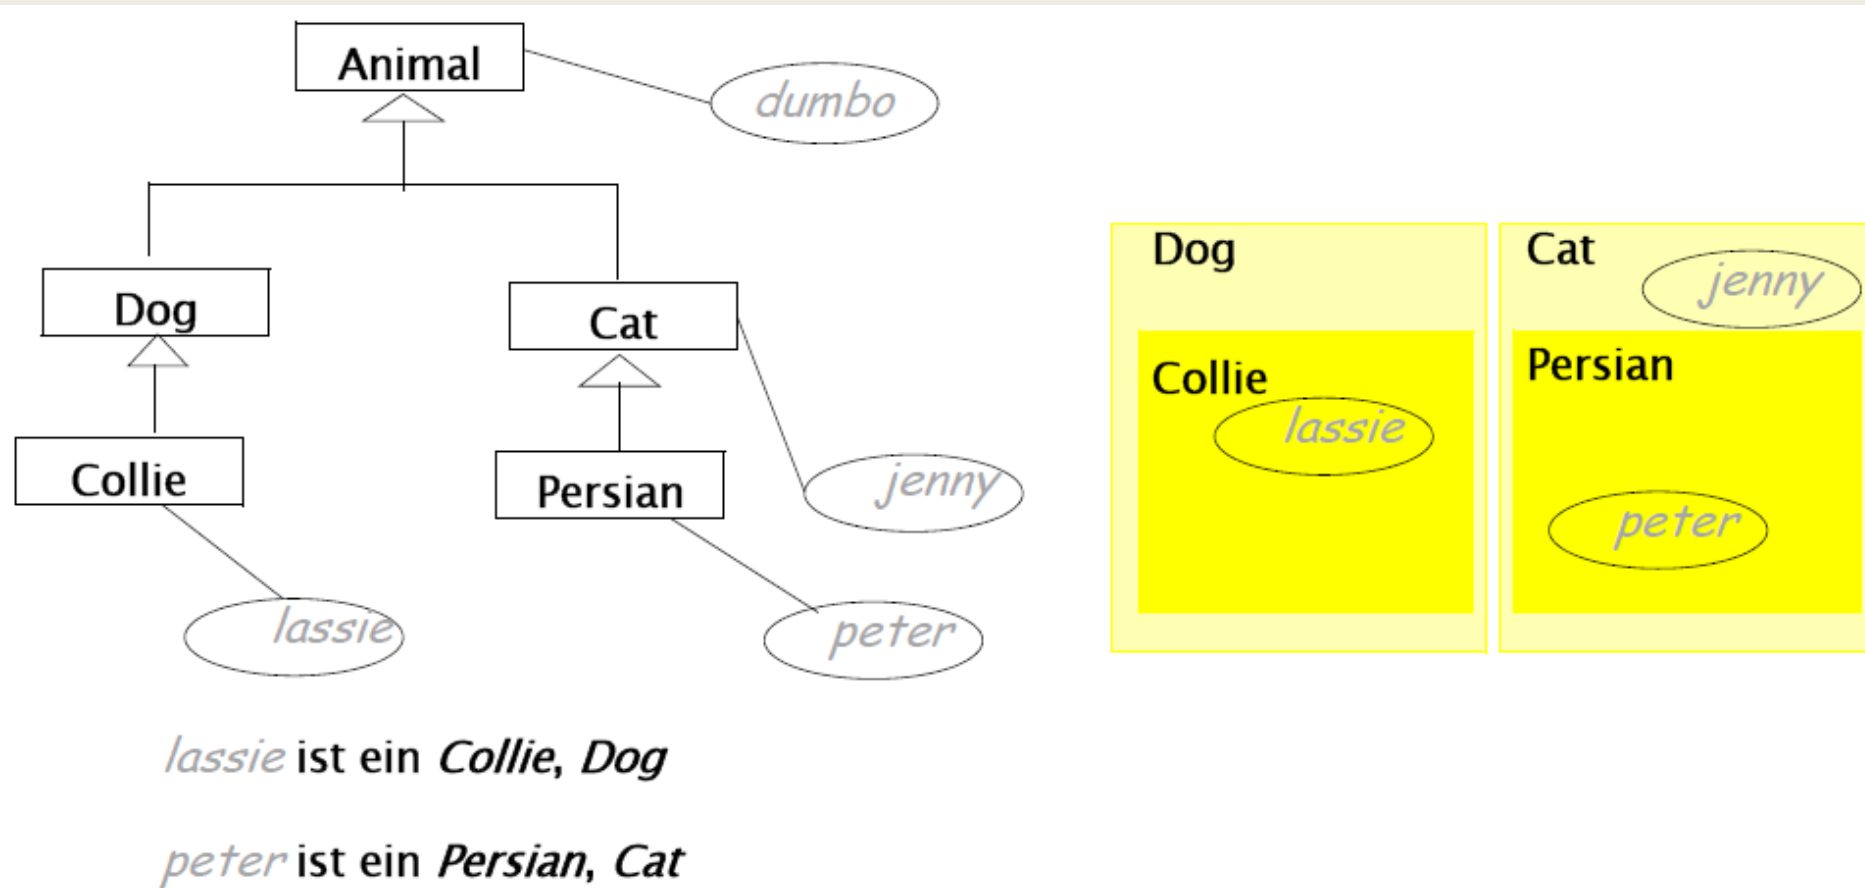 Animal
dumbo
Dog
Cat
Collie
Persian
jenny
lassie
peter
Dog
Cat
jenny
Collie
Persian
lassie
peter
lassie ist ein Collie, Dog
peter ist ein Persian, Cat